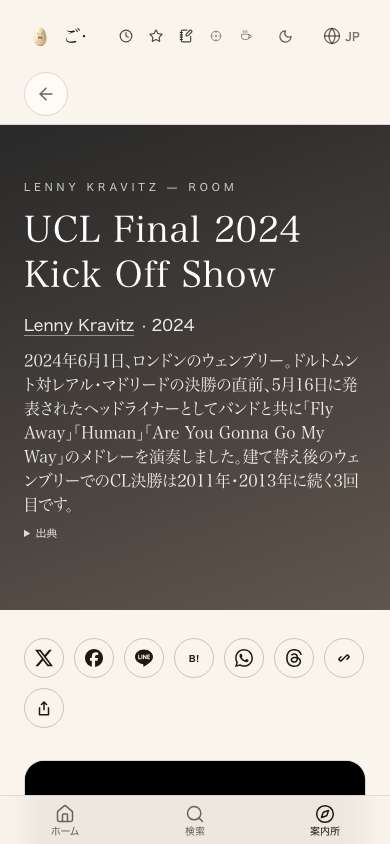 ご·
JP
LENNY KRAVITZ — ROOM
UCL Final 2024
Kick Off Show
Lenny Kravitz · 2024
2024年6月1日、ロンドンのウェンブリー。ドルトムン
ト対レアル・マドリードの決勝の直前、5月16日に発
表されたヘッドライナーとしてバンドと共に「Fly
Away」「Human」「Are You Gonna Go My
Way」のメドレーを演奏しました。建て替え後のウェ
ンブリーでのCL決勝は2011年・2013年に続く3回
目です。
▶ 出典
LINE
B!
ホーム
検索
案内所